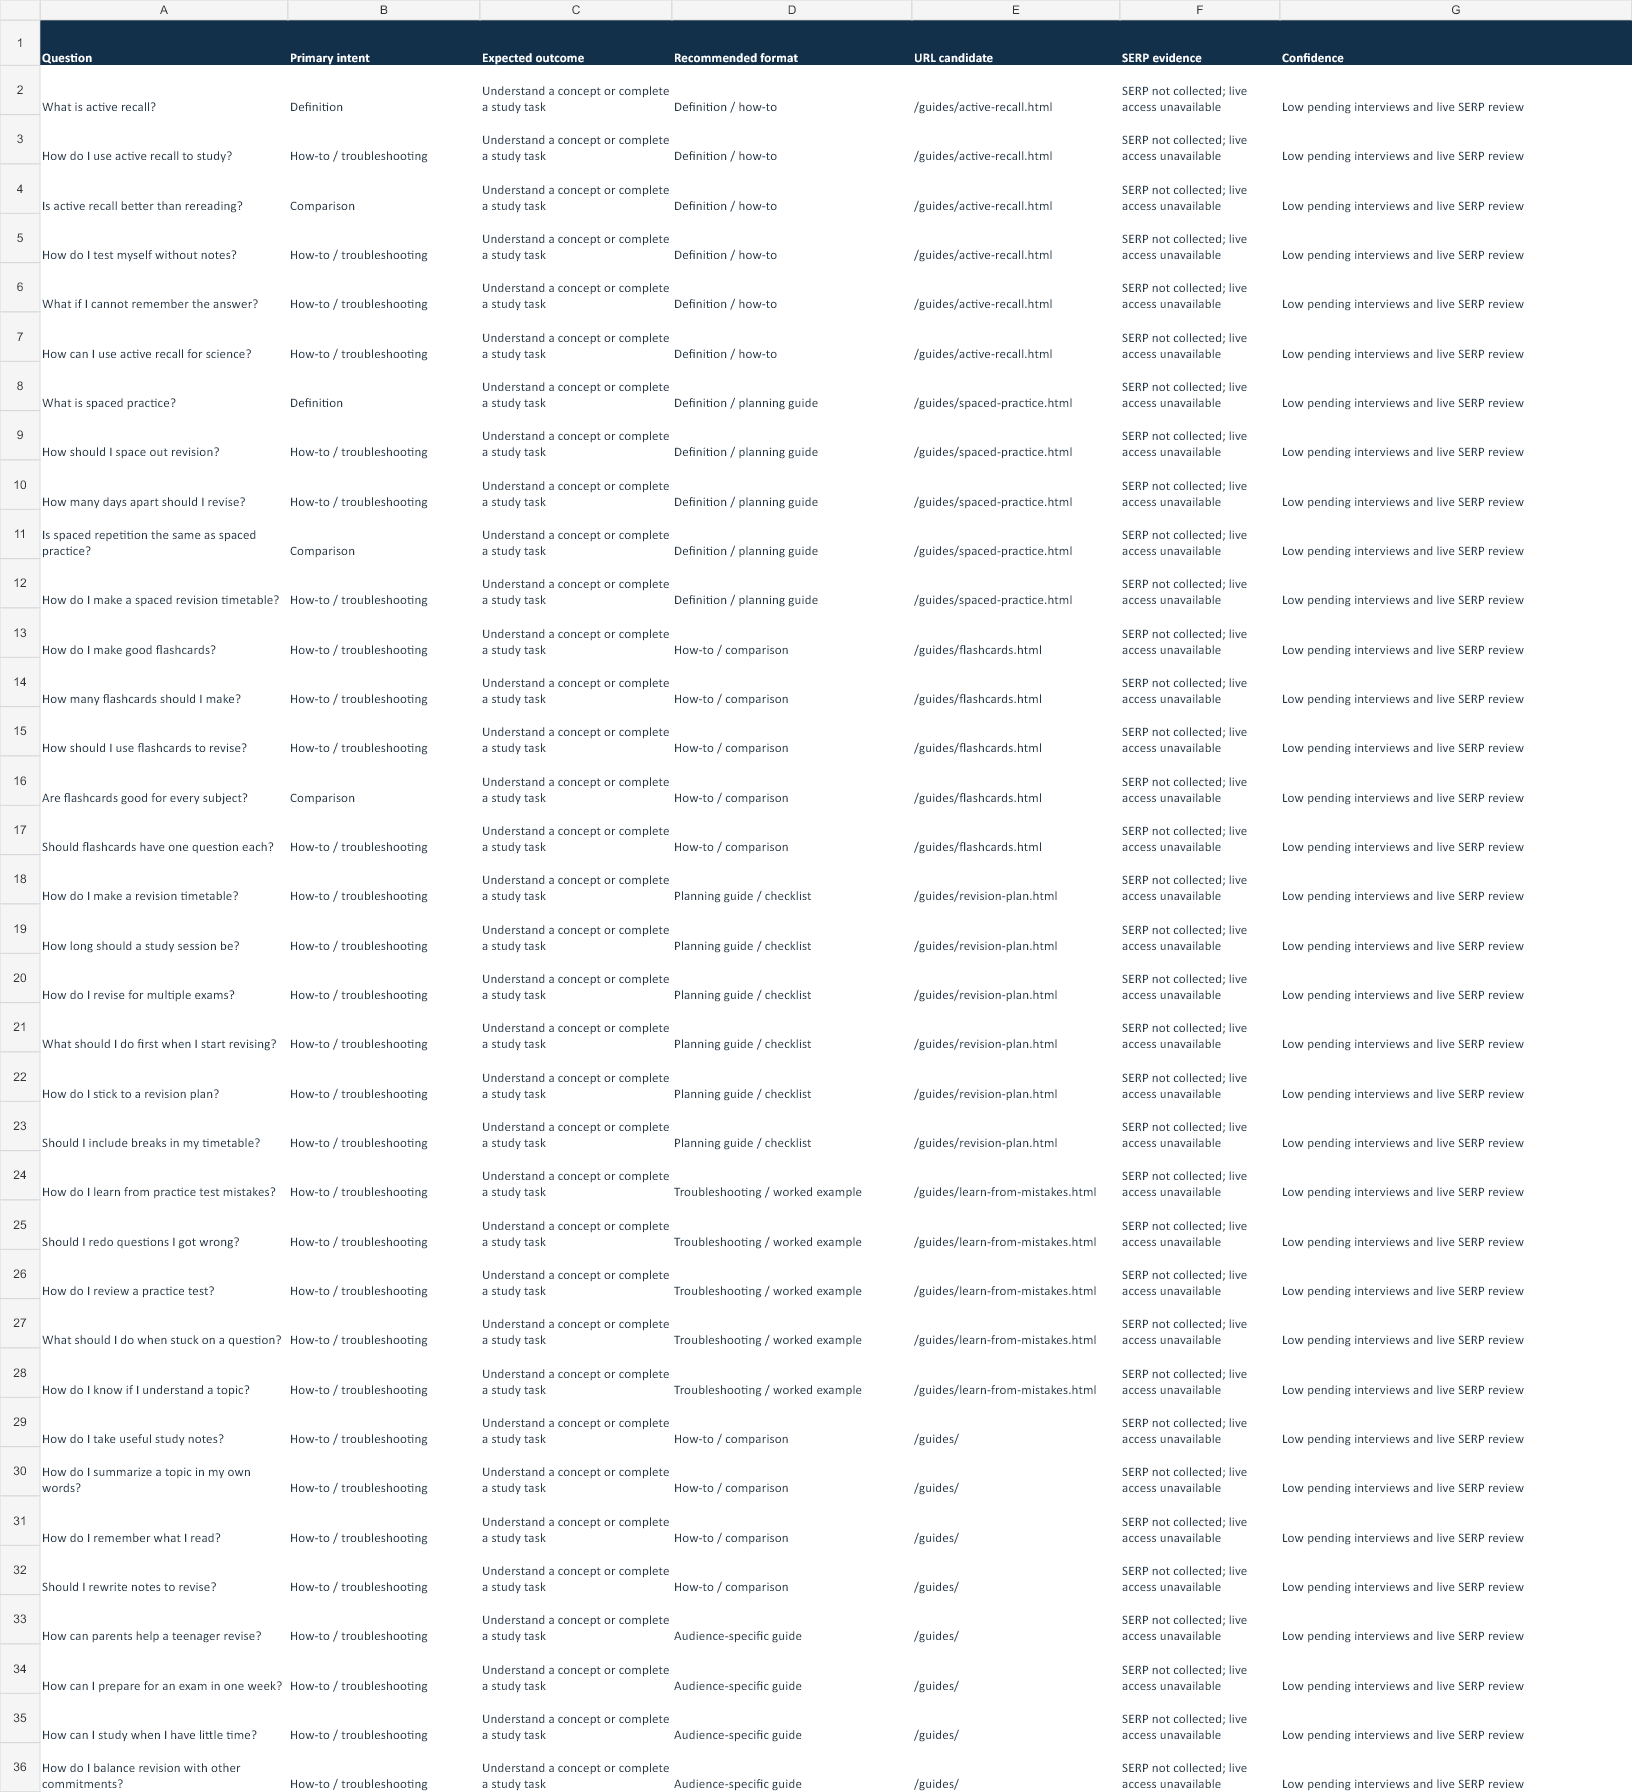 A B C D E F G
1 Question Primary intent Expected outcome Recommended format URL candidate SERP evidence Confidence
2 What is active recall? Definition Understand a concept or complete a study task Definition / how-to /guides/active-recall.html SERP not collected; live access unavailable Low pending interviews and live SERP review
3 How do I use active recall to study? How-to / troubleshooting Understand a concept or complete a study task Definition / how-to /guides/active-recall.html SERP not collected; live access unavailable Low pending interviews and live SERP review
4 Is active recall better than rereading? Comparison Understand a concept or complete a study task Definition / how-to /guides/active-recall.html SERP not collected; live access unavailable Low pending interviews and live SERP review
5 How do I test myself without notes? How-to / troubleshooting Understand a concept or complete a study task Definition / how-to /guides/active-recall.html SERP not collected; live access unavailable Low pending interviews and live SERP review
6 What if I cannot remember the answer? How-to / troubleshooting Understand a concept or complete a study task Definition / how-to /guides/active-recall.html SERP not collected; live access unavailable Low pending interviews and live SERP review
7 How can I use active recall for science? How-to / troubleshooting Understand a concept or complete a study task Definition / how-to /guides/active-recall.html SERP not collected; live access unavailable Low pending interviews and live SERP review
8 What is spaced practice? Definition Understand a concept or complete a study task Definition / planning guide /guides/spaced-practice.html SERP not collected; live access unavailable Low pending interviews and live SERP review
9 How should I space out revision? How-to / troubleshooting Understand a concept or complete a study task Definition / planning guide /guides/spaced-practice.html SERP not collected; live access unavailable Low pending interviews and live SERP review
10 How many days apart should I revise? How-to / troubleshooting Understand a concept or complete a study task Definition / planning guide /guides/spaced-practice.html SERP not collected; live access unavailable Low pending interviews and live SERP review
11 Is spaced repetition the same as spaced practice? Comparison Understand a concept or complete a study task Definition / planning guide /guides/spaced-practice.html SERP not collected; live access unavailable Low pending interviews and live SERP review
12 How do I make a spaced revision timetable? How-to / troubleshooting Understand a concept or complete a study task Definition / planning guide /guides/spaced-practice.html SERP not collected; live access unavailable Low pending interviews and live SERP review
13 How do I make good flashcards? How-to / troubleshooting Understand a concept or complete a study task How-to / comparison /guides/flashcards.html SERP not collected; live access unavailable Low pending interviews and live SERP review
14 How many flashcards should I make? How-to / troubleshooting Understand a concept or complete a study task How-to / comparison /guides/flashcards.html SERP not collected; live access unavailable Low pending interviews and live SERP review
15 How should I use flashcards to revise? How-to / troubleshooting Understand a concept or complete a study task How-to / comparison /guides/flashcards.html SERP not collected; live access unavailable Low pending interviews and live SERP review
16 Are flashcards good for every subject? Comparison Understand a concept or complete a study task How-to / comparison /guides/flashcards.html SERP not collected; live access unavailable Low pending interviews and live SERP review
17 Should flashcards have one question each? How-to / troubleshooting Understand a concept or complete a study task How-to / comparison /guides/flashcards.html SERP not collected; live access unavailable Low pending interviews and live SERP review
18 How do I make a revision timetable? How-to / troubleshooting Understand a concept or complete a study task Planning guide / checklist /guides/revision-plan.html SERP not collected; live access unavailable Low pending interviews and live SERP review
19 How long should a study session be? How-to / troubleshooting Understand a concept or complete a study task Planning guide / checklist /guides/revision-plan.html SERP not collected; live access unavailable Low pending interviews and live SERP review
20 How do I revise for multiple exams? How-to / troubleshooting Understand a concept or complete a study task Planning guide / checklist /guides/revision-plan.html SERP not collected; live access unavailable Low pending interviews and live SERP review
21 What should I do first when I start revising? How-to / troubleshooting Understand a concept or complete a study task Planning guide / checklist /guides/revision-plan.html SERP not collected; live access unavailable Low pending interviews and live SERP review
22 How do I stick to a revision plan? How-to / troubleshooting Understand a concept or complete a study task Planning guide / checklist /guides/revision-plan.html SERP not collected; live access unavailable Low pending interviews and live SERP review
23 Should I include breaks in my timetable? How-to / troubleshooting Understand a concept or complete a study task Planning guide / checklist /guides/revision-plan.html SERP not collected; live access unavailable Low pending interviews and live SERP review
24 How do I learn from practice test mistakes? How-to / troubleshooting Understand a concept or complete a study task Troubleshooting / worked example /guides/learn-from-mistakes.html SERP not collected; live access unavailable Low pending interviews and live SERP review
25 Should I redo questions I got wrong? How-to / troubleshooting Understand a concept or complete a study task Troubleshooting / worked example /guides/learn-from-mistakes.html SERP not collected; live access unavailable Low pending interviews and live SERP review
26 How do I review a practice test? How-to / troubleshooting Understand a concept or complete a study task Troubleshooting / worked example /guides/learn-from-mistakes.html SERP not collected; live access unavailable Low pending interviews and live SERP review
27 What should I do when stuck on a question? How-to / troubleshooting Understand a concept or complete a study task Troubleshooting / worked example /guides/learn-from-mistakes.html SERP not collected; live access unavailable Low pending interviews and live SERP review
28 How do I know if I understand a topic? How-to / troubleshooting Understand a concept or complete a study task Troubleshooting / worked example /guides/learn-from-mistakes.html SERP not collected; live access unavailable Low pending interviews and live SERP review
29 How do I take useful study notes? How-to / troubleshooting Understand a concept or complete a study task How-to / comparison /guides/ SERP not collected; live access unavailable Low pending interviews and live SERP review
30 How do I summarize a topic in my own words? How-to / troubleshooting Understand a concept or complete a study task How-to / comparison /guides/ SERP not collected; live access unavailable Low pending interviews and live SERP review
31 How do I remember what I read? How-to / troubleshooting Understand a concept or complete a study task How-to / comparison /guides/ SERP not collected; live access unavailable Low pending interviews and live SERP review
32 Should I rewrite notes to revise? How-to / troubleshooting Understand a concept or complete a study task How-to / comparison /guides/ SERP not collected; live access unavailable Low pending interviews and live SERP review
33 How can parents help a teenager revise? How-to / troubleshooting Understand a concept or complete a study task Audience-specific guide /guides/ SERP not collected; live access unavailable Low pending interviews and live SERP review
34 How can I prepare for an exam in one week? How-to / troubleshooting Understand a concept or complete a study task Audience-specific guide /guides/ SERP not collected; live access unavailable Low pending interviews and live SERP review
35 How can I study when I have little time? How-to / troubleshooting Understand a concept or complete a study task Audience-specific guide /guides/ SERP not collected; live access unavailable Low pending interviews and live SERP review
36 How do I balance revision with other commitments? How-to / troubleshooting Understand a concept or complete a study task Audience-specific guide /guides/ SERP not collected; live access unavailable Low pending interviews and live SERP review